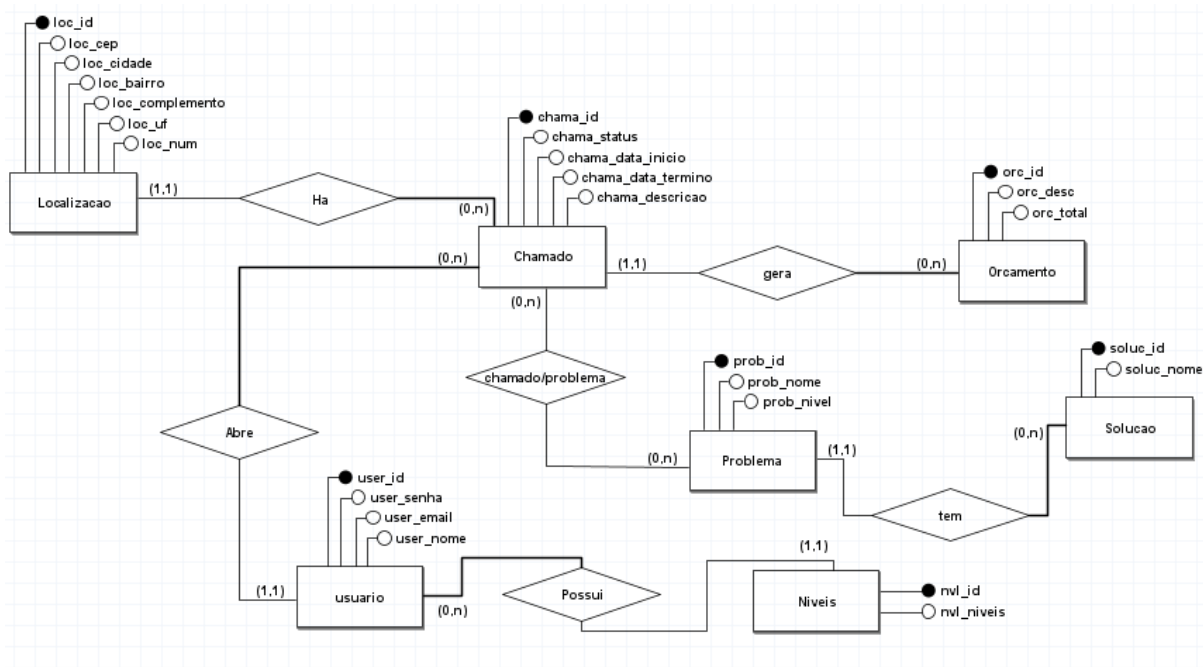 loc_id
loc_cep
loc_cidade
loc_bairro
loc_complemento
loc_uf
loc_num
Localizacao
(1,1)
Ha
(0,n)
chama_id
chama_status
chama_data_inicio
chama_data_termino
chama_descricao
Chamado
(0,n)
(1,1)
gera
(0,n)
orc_id
orc_desc
orc_total
Orcamento
(0,n)
chamado/problema
(0,n)
prob_id
prob_nome
prob_nivel
Problema
(1,1)
tem
(0,n)
soluc_id
soluc_nome
Solucao
Abre
(1,1)
user_id
user_senha
user_email
user_nome
usuario
(0,n)
Possui
(1,1)
Niveis
nvl_id
nvl_niveis